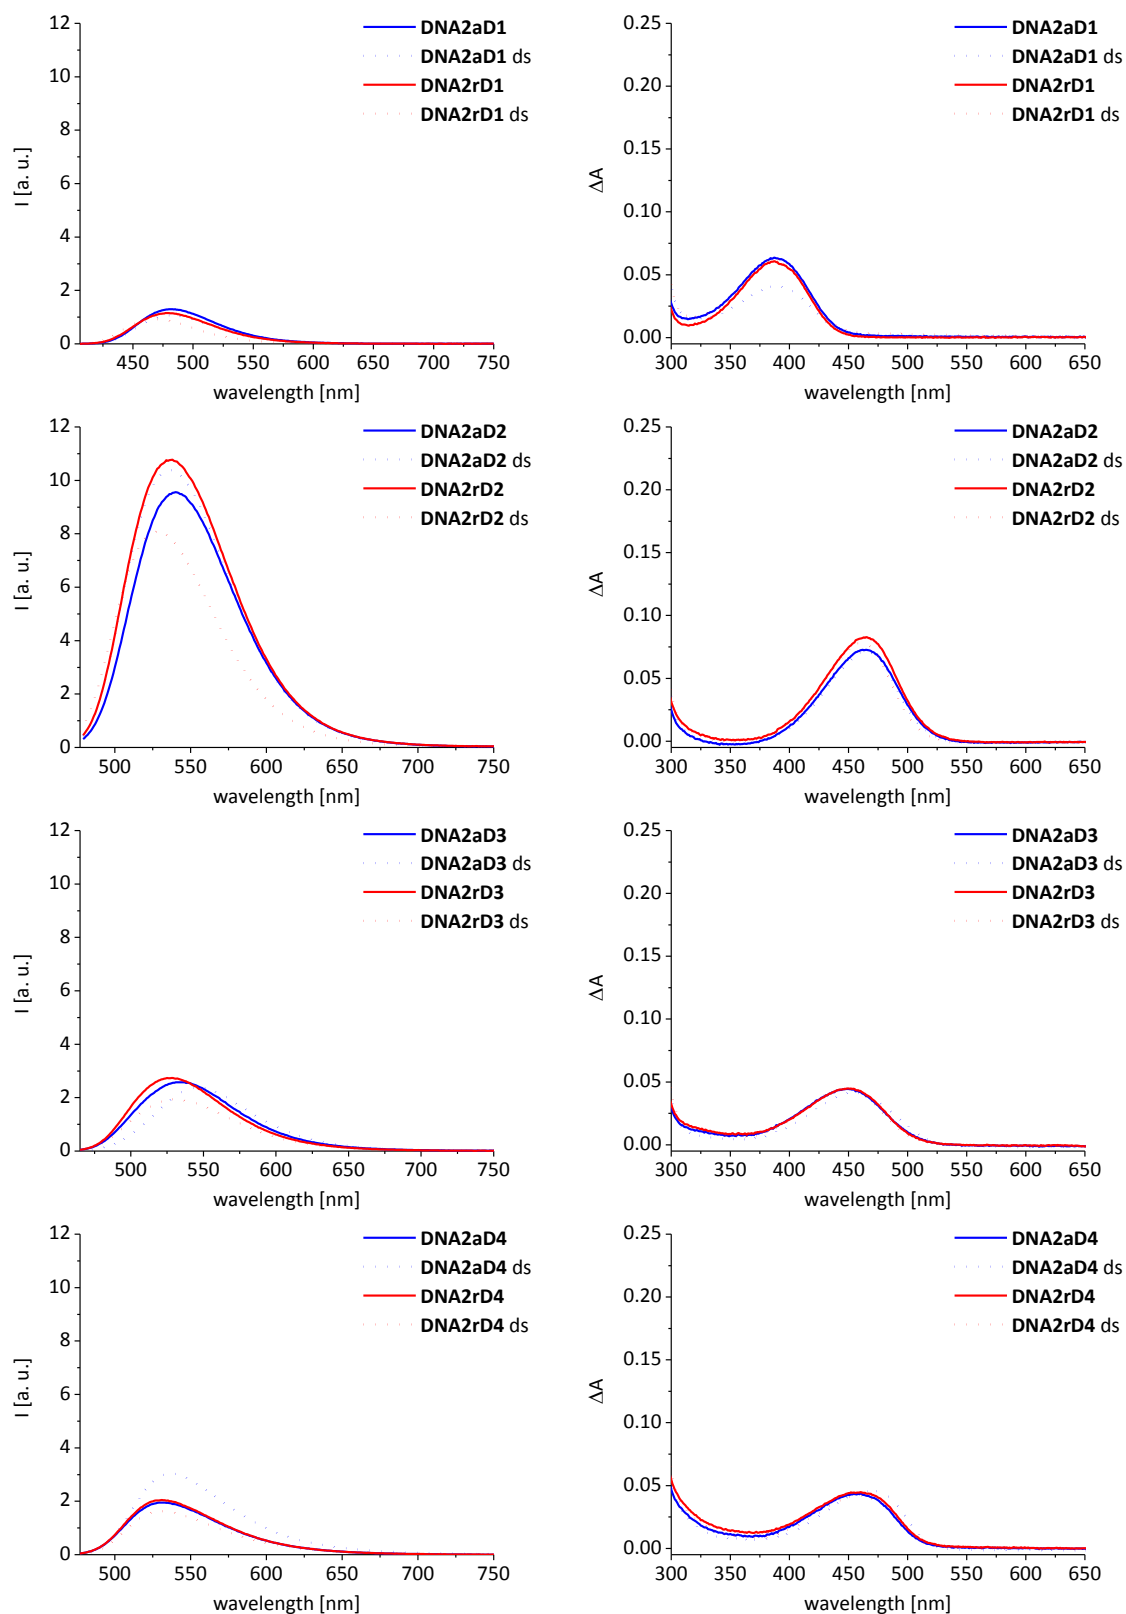 12
10
8
6
4
2
0
I [a. u.]
450 500 550 600 650 700 750
wavelength [nm]
DNA2aD1
DNA2aD1 ds
DNA2rD1
DNA2rD1 ds
0.25
0.20
0.15
0.10
0.05
0.00
ΔA
300 350 400 450 500 550 600 650
wavelength [nm]
DNA2aD1
DNA2aD1 ds
DNA2rD1
DNA2rD1 ds
12
10
8
6
4
2
0
I [a. u.]
500 550 600 650 700 750
wavelength [nm]
DNA2aD2
DNA2aD2 ds
DNA2rD2
DNA2rD2 ds
0.25
0.20
0.15
0.10
0.05
0.00
ΔA
300 350 400 450 500 550 600 650
wavelength [nm]
DNA2aD2
DNA2aD2 ds
DNA2rD2
DNA2rD2 ds
12
10
8
6
4
2
0
I [a. u.]
500 550 600 650 700 750
wavelength [nm]
DNA2aD3
DNA2aD3 ds
DNA2rD3
DNA2rD3 ds
0.25
0.20
0.15
0.10
0.05
0.00
ΔA
300 350 400 450 500 550 600 650
wavelength [nm]
DNA2aD3
DNA2aD3 ds
DNA2rD3
DNA2rD3 ds
12
10
8
6
4
2
0
I [a. u.]
500 550 600 650 700 750
wavelength [nm]
DNA2aD4
DNA2aD4 ds
DNA2rD4
DNA2rD4 ds
0.25
0.20
0.15
0.10
0.05
0.00
ΔA
300 350 400 450 500 550 600 650
wavelength [nm]
DNA2aD4
DNA2aD4 ds
DNA2rD4
DNA2rD4 ds